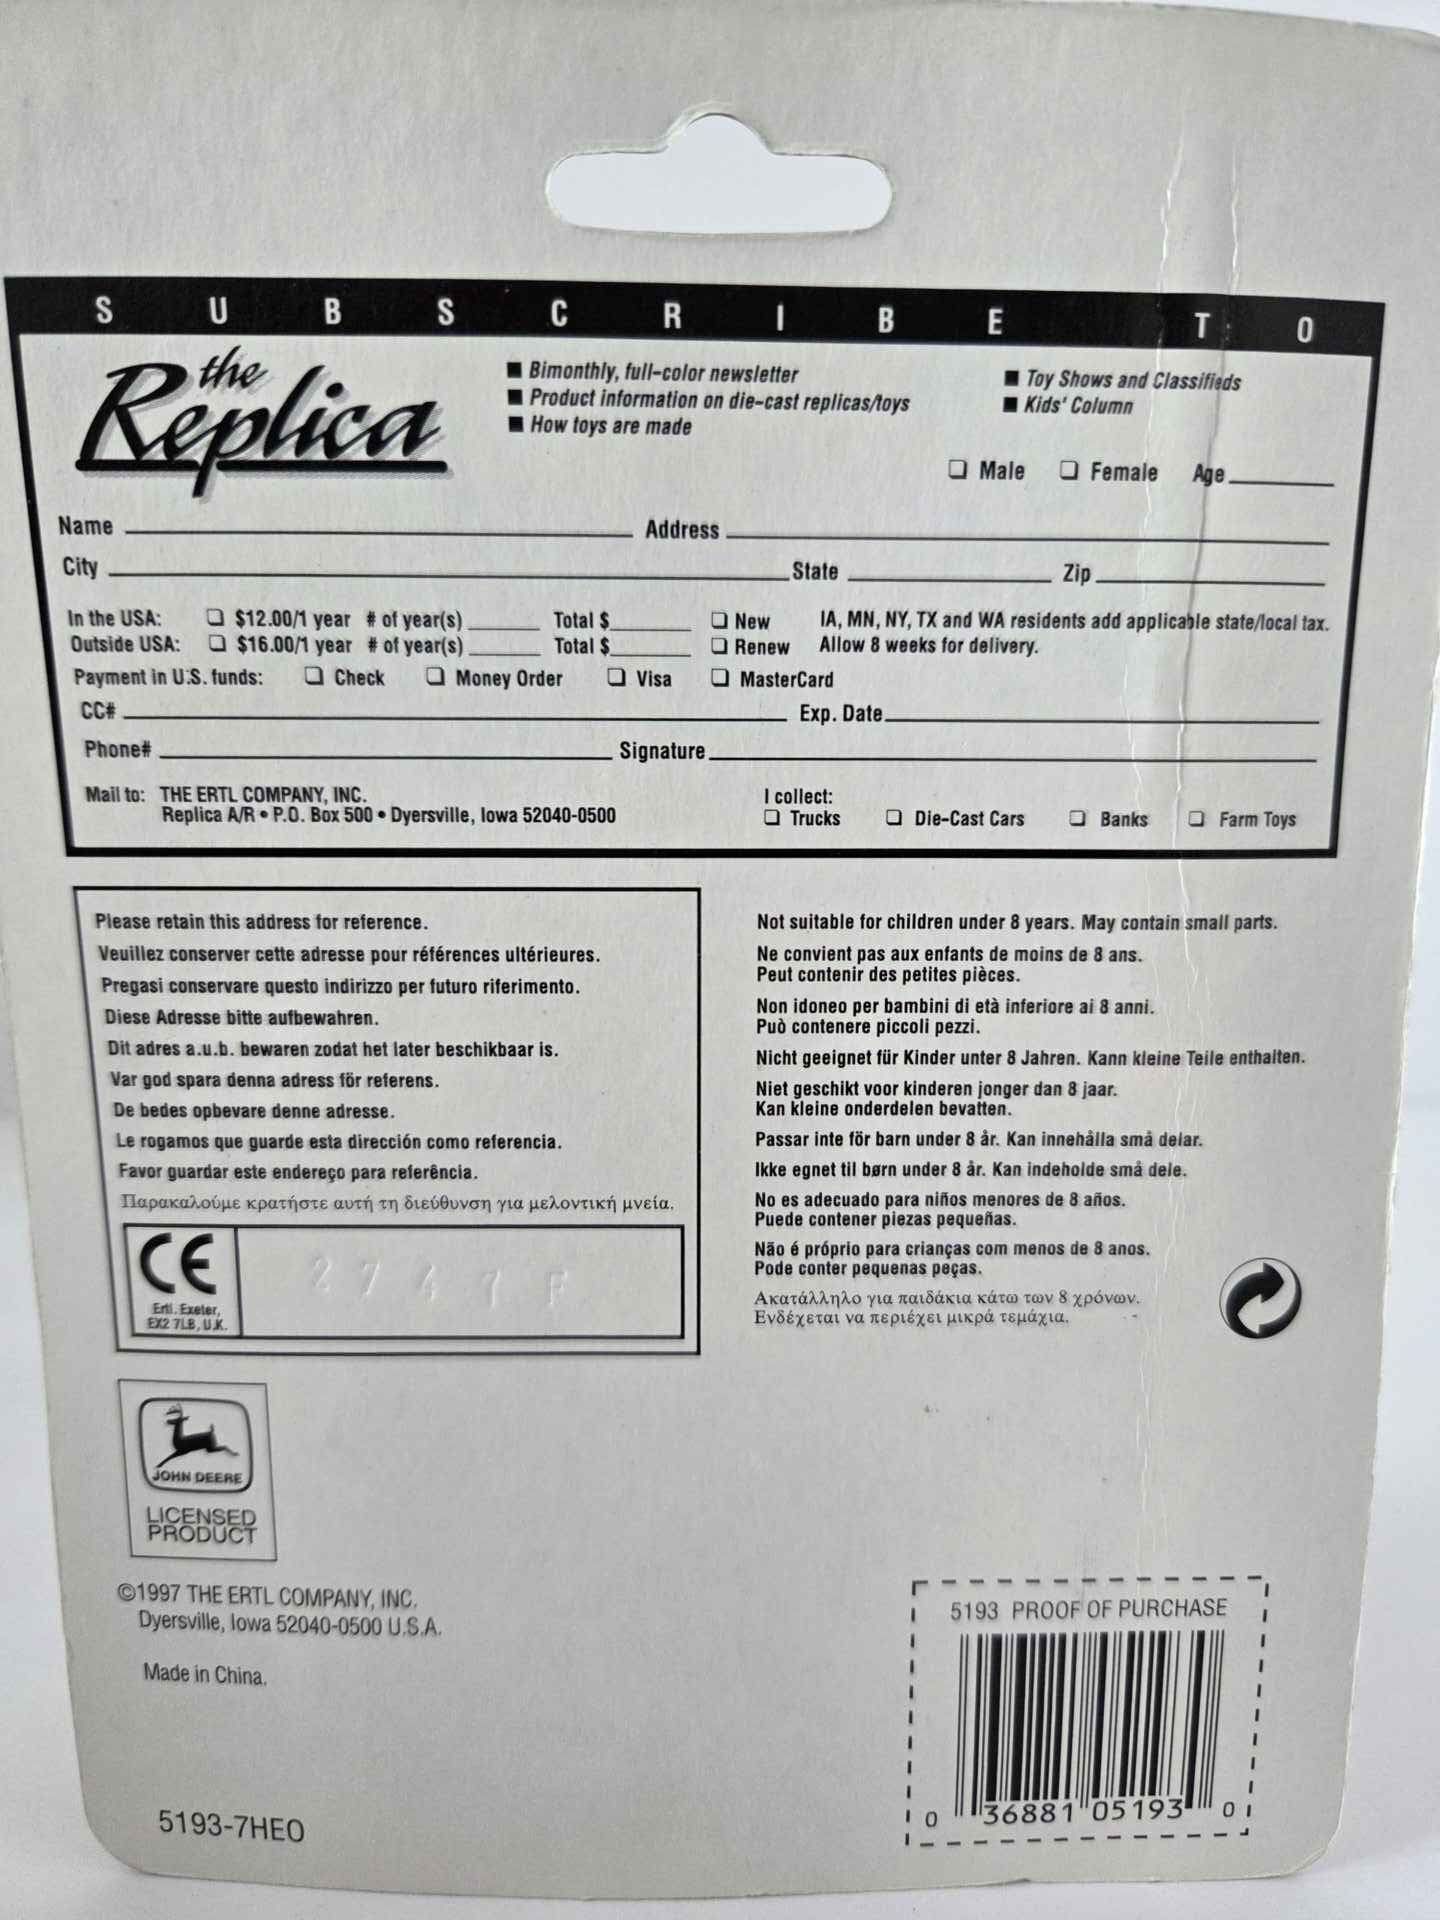 SUBSCRIBE TO
the Replica
■ Bimonthly, full-color newsletter
■ Product information on die-cast replicas/toys
■ How toys are made
■ Toy Shows and Classifieds
■ Kids' Column
❏ Male ❏ Female Age
Name Address
City State Zip
In the USA: ❏ $12.00/1 year # of year(s) Total $ ❏ New IA, MN, NY, TX and WA residents add applicable state/local tax.
Outside USA: ❏ $16.00/1 year # of year(s) Total $ ❏ Renew Allow 8 weeks for delivery.
Payment in U.S. funds: ❏ Check ❏ Money Order ❏ Visa ❏ MasterCard
CC# Exp. Date
Phone# Signature
Mail to: THE ERTL COMPANY, INC.
Replica A/R • P.O. Box 500 • Dyersville, Iowa 52040-0500
I collect:
❏ Trucks ❏ Die-Cast Cars ❏ Banks ❏ Farm Toys
Please retain this address for reference.
Veuillez conserver cette adresse pour références ultérieures.
Pregasi conservare questo indirizzo per futuro riferimento.
Diese Adresse bitte aufbewahren.
Dit adres a.u.b. bewaren zodat het later beschikbaar is.
Var god spara denna adress för referens.
De bedes opbevare denne adresse.
Le rogamos que guarde esta dirección como referencia.
Favor guardar este endereço para referência.
Παρακαλούμε κρατήστε αυτή τη διεύθυνση για μελοντική μνεία.
CE
Ertl. Exeter,
EX2 7LB, U.K.
2747F
Not suitable for children under 8 years. May contain small parts.
Ne convient pas aux enfants de moins de 8 ans.
Peut contenir des petites pièces.
Non idoneo per bambini di età inferiore ai 8 anni.
Può contenere piccoli pezzi.
Nicht geeignet für Kinder unter 8 Jahren. Kann kleine Teile enthalten.
Niet geschikt voor kinderen jonger dan 8 jaar.
Kan kleine onderdelen bevatten.
Passar inte för barn under 8 år. Kan innehålla små delar.
Ikke egnet til børn under 8 år. Kan indeholde små dele.
No es adecuado para niños menores de 8 años.
Puede contener piezas pequeñas.
Não é próprio para crianças com menos de 8 anos.
Pode conter pequenas peças.
Ακατάλληλο για παιδάκια κάτω των 8 χρόνων.
Ενδέχεται να περιέχει μικρά τεμάχια.
JOHN DEERE
LICENSED
PRODUCT
©1997 THE ERTL COMPANY, INC.
Dyersville, Iowa 52040-0500 U.S.A.
Made in China.
5193-7HEO
5193 PROOF OF PURCHASE
0 36881 05193 0